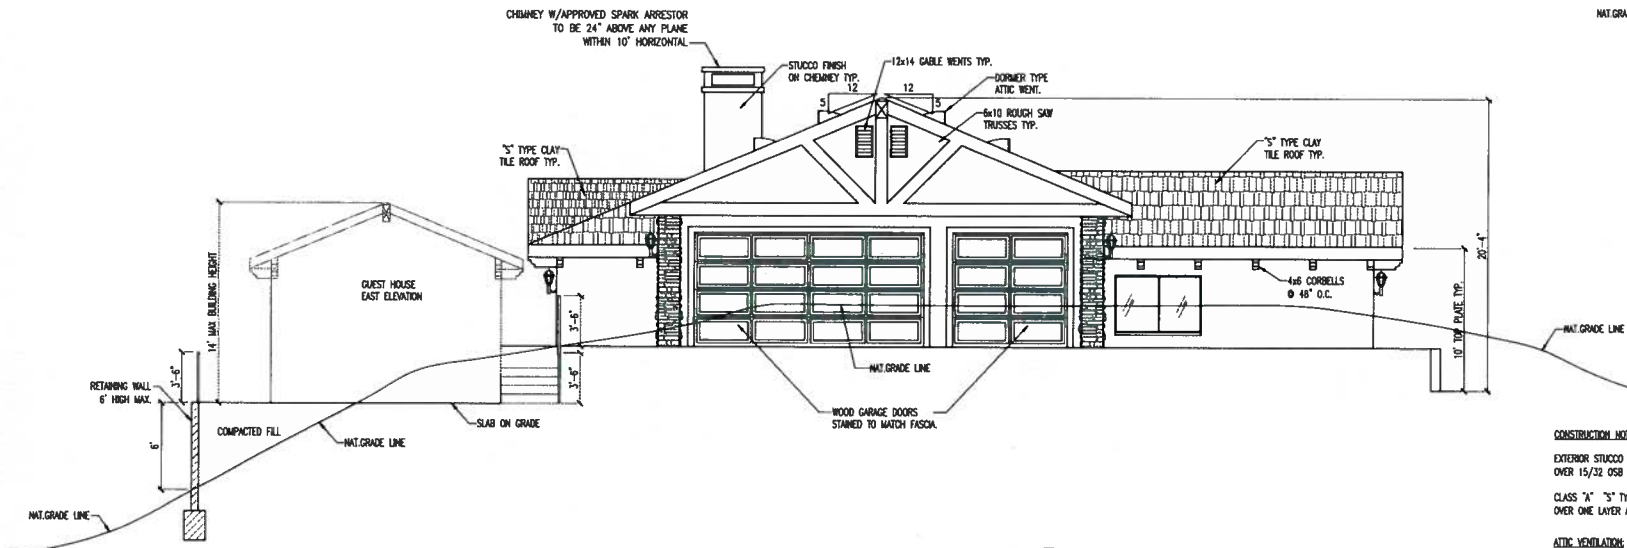 CHIMNEY W/APPROVED SPARK ARRESTOR
TO BE 24" ABOVE ANY PLANE
WITHIN 10' HORIZONTAL
NAT.GRA
STUCCO FINISH
ON CHEMNEY TYP.
12x14 GABLE WENTS TYP.
DORMER TYPE
ATTIC WENT.
12
12
5
5
6x10 ROUGH SAW
TRUSSES TYP.
"S" TYPE CLAY
TILE ROOF TYP.
"S" TYPE CLAY
TILE ROOF TYP.
14' MAX BUILDING HEIGHT
GUEST HOUSE
EAST ELEVATION
20'-4"
4x6 CORBELLS
@ 48" O.C.
10' TOP PLATE TYP.
3'-6"
3'-6"
3'-6"
NAT.GRADE LINE
NAT.GRADE LINE
RETAINING WALL
6' HIGH MAX.
WOOD GARAGE DOORS
STAINED TO MATCH FASCIA.
SLAB ON GRADE
COMPACTED FILL
NAT.GRADE LINE
6'
NAT.GRADE LINE
CONSTRUCTION NO
EXTERIOR STUCCO
OVER 15/32 OSB
CLASS "A" "S" TY
OVER ONE LAYER A
ATTIC VENTILATION: